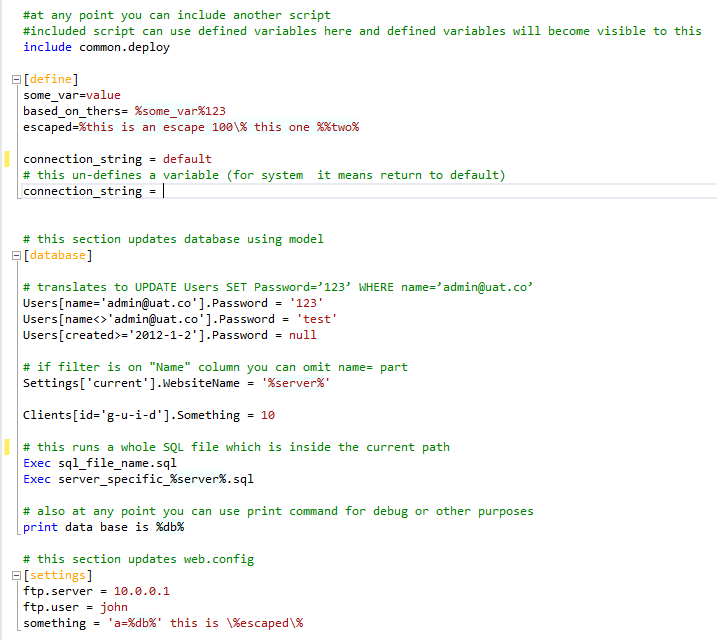 #at any point you can include another script
#included script can use defined variables here and defined variables will become visible to this
include common.deploy
[define]
some_var=value
based_on_thers= %some_var%123
escaped=%this is an escape 100\% this one %%two%
connection_string = default
# this un-defines a variable (for system  it means return to default)
connection_string =
# this section updates database using model
[database]
# translates to UPDATE Users SET Password=’123’ WHERE name=’admin@uat.co’
Users[name='admin@uat.co'].Password = '123'
Users[name<>'admin@uat.co'].Password = 'test'
Users[created>='2012-1-2'].Password = null
# if filter is on "Name" column you can omit name= part
Settings['current'].WebsiteName = '%server%'
Clients[id='g-u-i-d'].Something = 10
# this runs a whole SQL file which is inside the current path
Exec sql_file_name.sql
Exec server_specific_%server%.sql
# also at any point you can use print command for debug or other purposes
print data base is %db%
# this section updates web.config
[settings]
ftp.server = 10.0.0.1
ftp.user = john
something = 'a=%db%' this is \%escaped\%